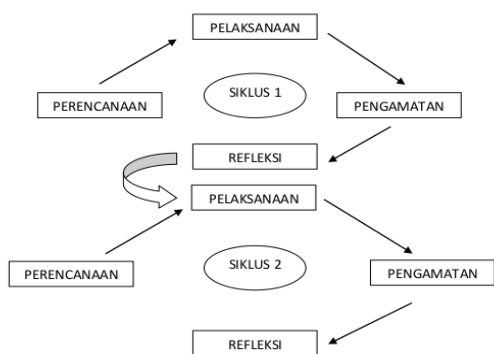 PELAKSANAAN
PERENCANAAN
SIKLUS 1
PENGAMATAN
REFLEKSI
PELAKSANAAN
PERENCANAAN
SIKLUS 2
PENGAMATAN
REFLEKSI